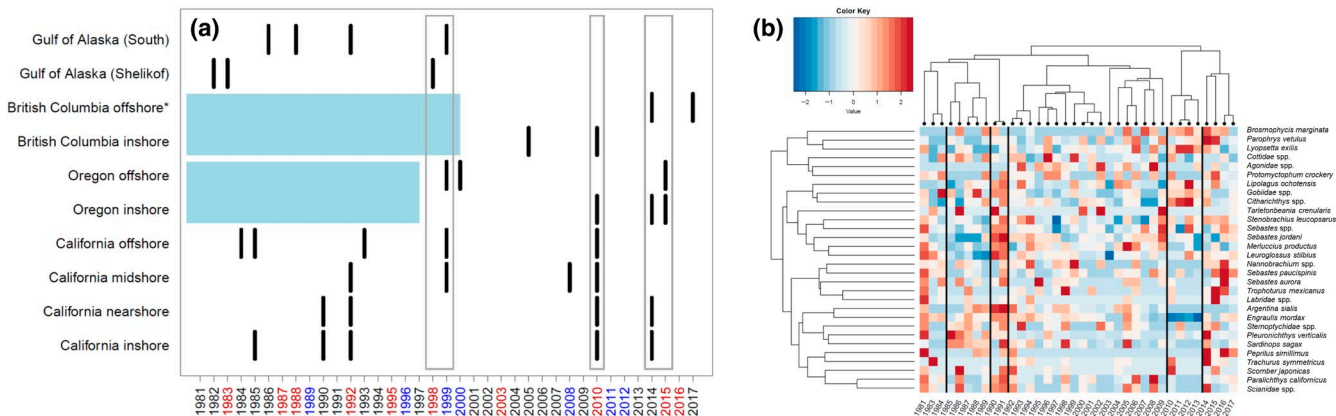 (a)
Gulf of Alaska (South)
Gulf of Alaska (Shelikof)
British Columbia offshore*
British Columbia inshore
Oregon offshore
Oregon inshore
California offshore
California midshore
California nearshore
California inshore
1981 1982 1983 1984 1985 1986 1987 1988 1989 1990 1991 1992 1993 1994 1995 1996 1997 1998 1999 2000 2001 2002 2003 2004 2005 2006 2007 2008 2009 2010 2011 2012 2013 2014 2015 2016 2017
(b)
Color Key
-2 -1 0 1 2
Value
Brosmophycis marginata
Parophrys vetulus
Lyopsetta exilis
Cottidae spp.
Agonidae spp.
Protomyctophum crockery
Lipolagus ochotensis
Gobiidae spp.
Citharichthys spp.
Tarletonbeania crenularis
Stenobrachius leucopsarus
Sebastes spp.
Sebastes jordani
Merluccius productus
Leuroglossus stilbius
Nannobrachium spp.
Sebastes paucispinis
Sebastes aurora
Trophoturus mexicanus
Labridae spp.
Argentina sialis
Engraulis mordax
Sternoptychidae spp.
Pleuronichthys verticalis
Sardinops sagax
Peprilus simillimus
Trachurus symmetricus
Scomber japonicas
Paralichthys californicus
Scianidae spp.